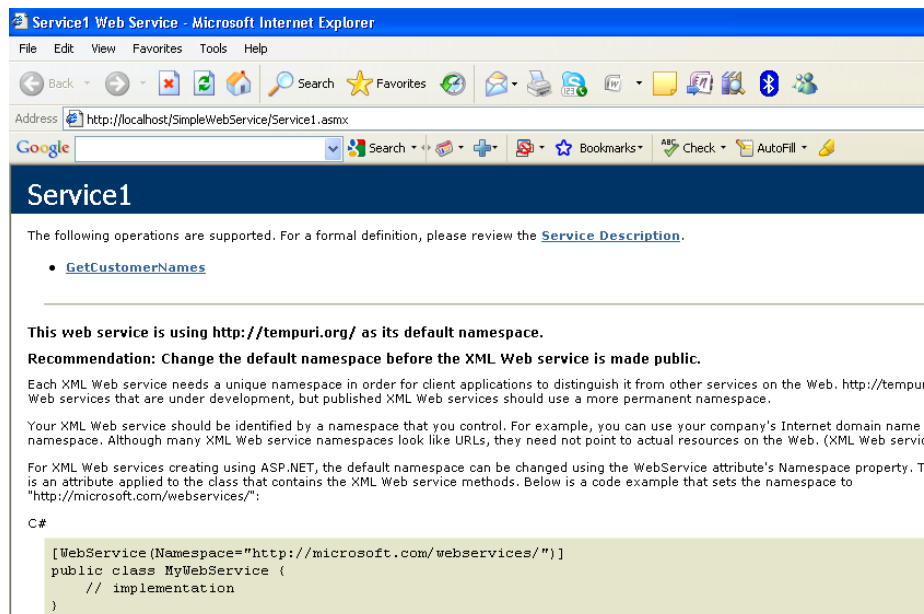 Service1 Web Service - Microsoft Internet Explorer
File Edit View Favorites Tools Help
Back Search Favorites
Address http://localhost/SimpleWebService/Service1.asmx
Google Search Bookmarks Check AutoFill
Service1
The following operations are supported. For a formal definition, please review the Service Description.
• GetCustomerNames
This web service is using http://tempuri.org/ as its default namespace.
Recommendation: Change the default namespace before the XML Web service is made public.
Each XML Web service needs a unique namespace in order for client applications to distinguish it from other services on the Web. http://tempur
Web services that are under development, but published XML Web services should use a more permanent namespace.
Your XML Web service should be identified by a namespace that you control. For example, you can use your company's Internet domain name
namespace. Although many XML Web service namespaces look like URLs, they need not point to actual resources on the Web. (XML Web servic
For XML Web services creating using ASP.NET, the default namespace can be changed using the WebService attribute's Namespace property. T
is an attribute applied to the class that contains the XML Web service methods. Below is a code example that sets the namespace to
"http://microsoft.com/webservices/":
C#
[WebService(Namespace="http://microsoft.com/webservices/")]
public class MyWebService {
// implementation
}